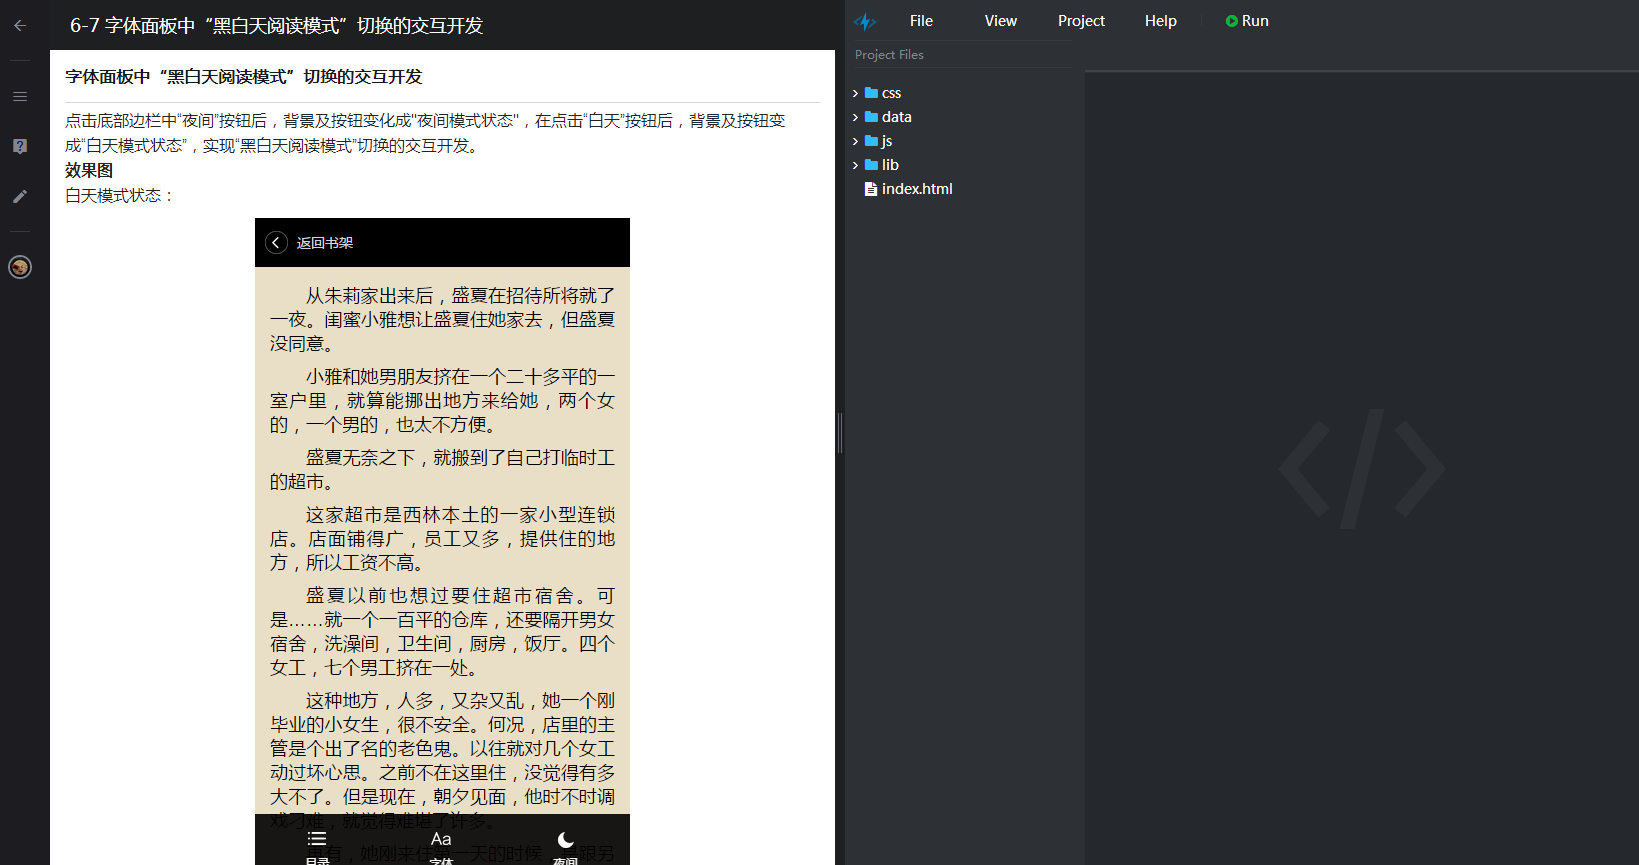 6-7 字体面板中“黑白天阅读模式”切换的交互开发
字体面板中“黑白天阅读模式”切换的交互开发
点击底部边栏中“夜间”按钮后，背景及按钮变化成"夜间模式状态"，在点击“白天”按钮后，背景及按钮变
成“白天模式状态”，实现“黑白天阅读模式”切换的交互开发。
效果图
白天模式状态：
返回书架
从朱莉家出来后，盛夏在招待所将就了
一夜。闺蜜小雅想让盛夏住她家去，但盛夏
没同意。
小雅和她男朋友挤在一个二十多平的一
室户里，就算能挪出地方来给她，两个女
的，一个男的，也太不方便。
盛夏无奈之下，就搬到了自己打临时工
的超市。
这家超市是西林本土的一家小型连锁
店。店面铺得广，员工又多，提供住的地
方，所以工资不高。
盛夏以前也想过要住超市宿舍。可
是……就一个一百平的仓库，还要隔开男女
宿舍，洗澡间，卫生间，厨房，饭厅。四个
女工，七个男工挤在一处。
这种地方，人多，又杂又乱，她一个刚
毕业的小女生，很不安全。何况，店里的主
管是个出了名的老色鬼。以往就对几个女工
动过坏心思。之前不在这里住，没觉得有多
大不了。但是现在，朝夕见面，他时不时调
戏刁难，就觉得难堪了许多。
再有，她刚来住第一天的时候，是跟另
目录
Aa
字体
夜间
File
View
Project
Help
Run
Project Files
css
data
js
lib
index.html